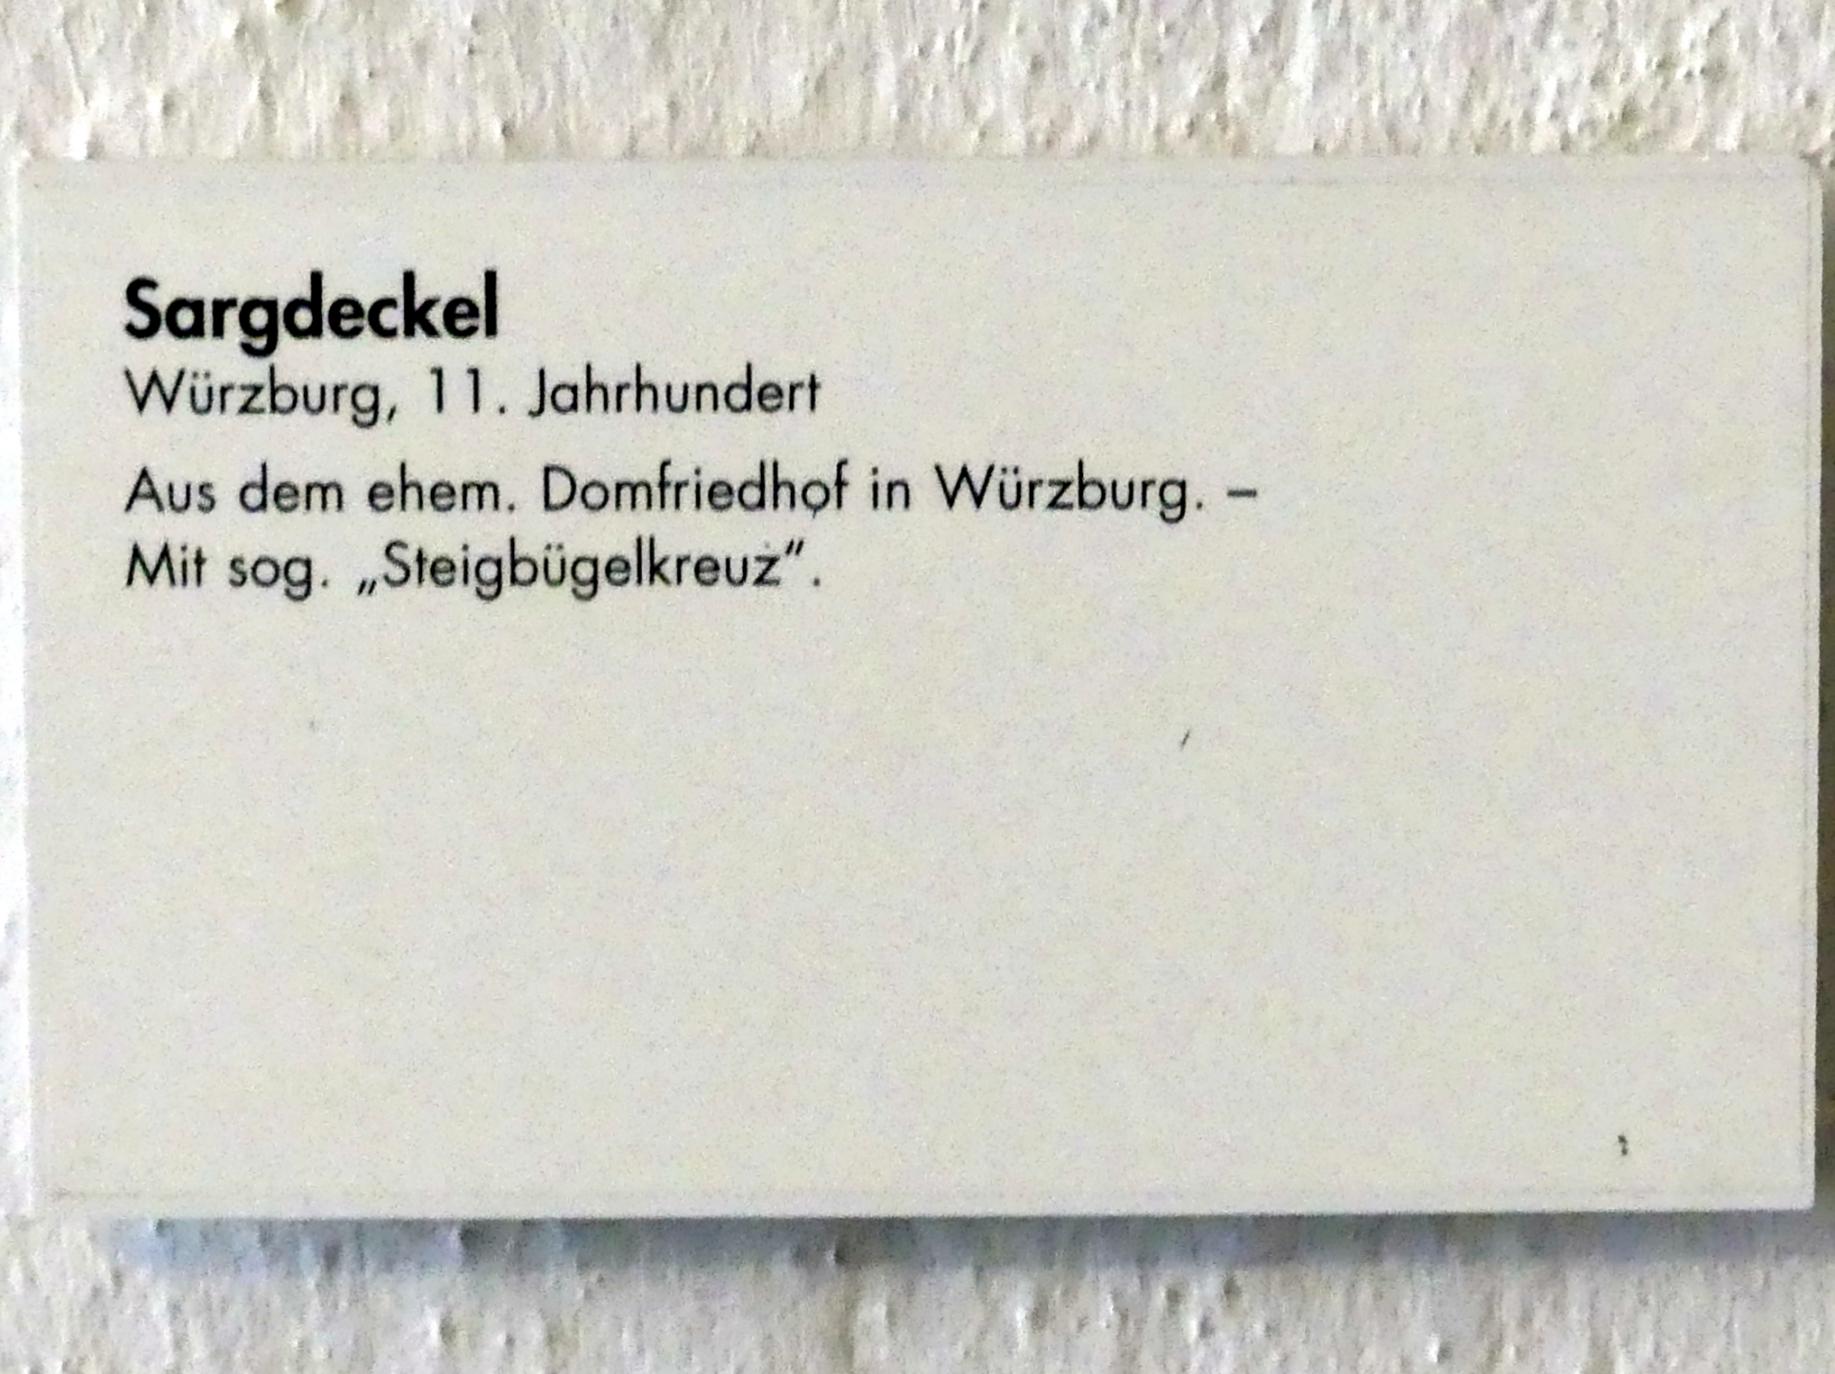 Sargdeckel
Würzburg, 11. Jahrhundert
Aus dem ehem. Domfriedhof in Würzburg. –
Mit sog. „Steigbügelkreuz“.